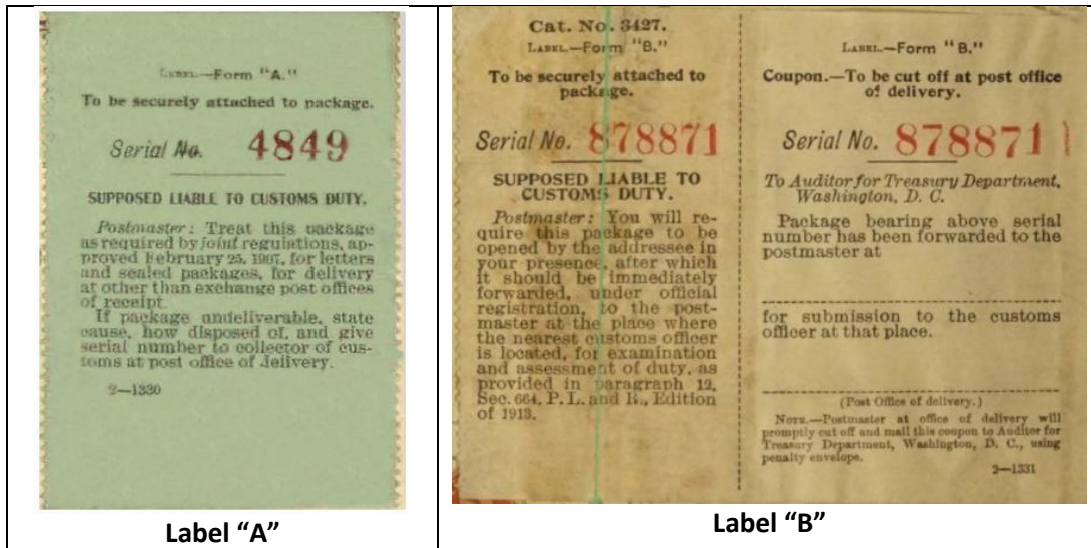 LABEL.—Form "A."
To be securely attached to package.
Serial No. 4849
SUPPOSED LIABLE TO CUSTOMS DUTY.
Postmaster: Treat this package
as required by joint regulations, ap-
proved February 25, 1907, for letters
and sealed packages, for delivery
at other than exchange post offices
of receipt.
If package undeliverable, state
cause, how disposed of, and give
serial number to collector of cus-
toms at post office of delivery.
2—1330
Label “A”
Cat. No. 3427.
LABEL.—Form "B."
To be securely attached to
package.
Serial No. 878871
SUPPOSED LIABLE TO
CUSTOMS DUTY.
Postmaster: You will re-
quire this package to be
opened by the addressee in
your presence, after which
it should be immediately
forwarded, under official
registration, to the post-
master at the place where
the nearest customs officer
is located, for examination
and assessment of duty, as
provided in paragraph 12,
Sec. 664, P. L. and R., Edition
of 1913.
LABEL.—Form "B."
Coupon.—To be cut off at post office
of delivery.
Serial No. 878871
To Auditor for Treasury Department,
Washington, D. C.
Package bearing above serial
number has been forwarded to the
postmaster at
for submission to the customs
officer at that place.
(Post Office of delivery.)
NOTE.—Postmaster at office of delivery will
promptly cut off and mail this coupon to Auditor for
Treasury Department, Washington, D. C., using
penalty envelope.
2—1331
Label “B”